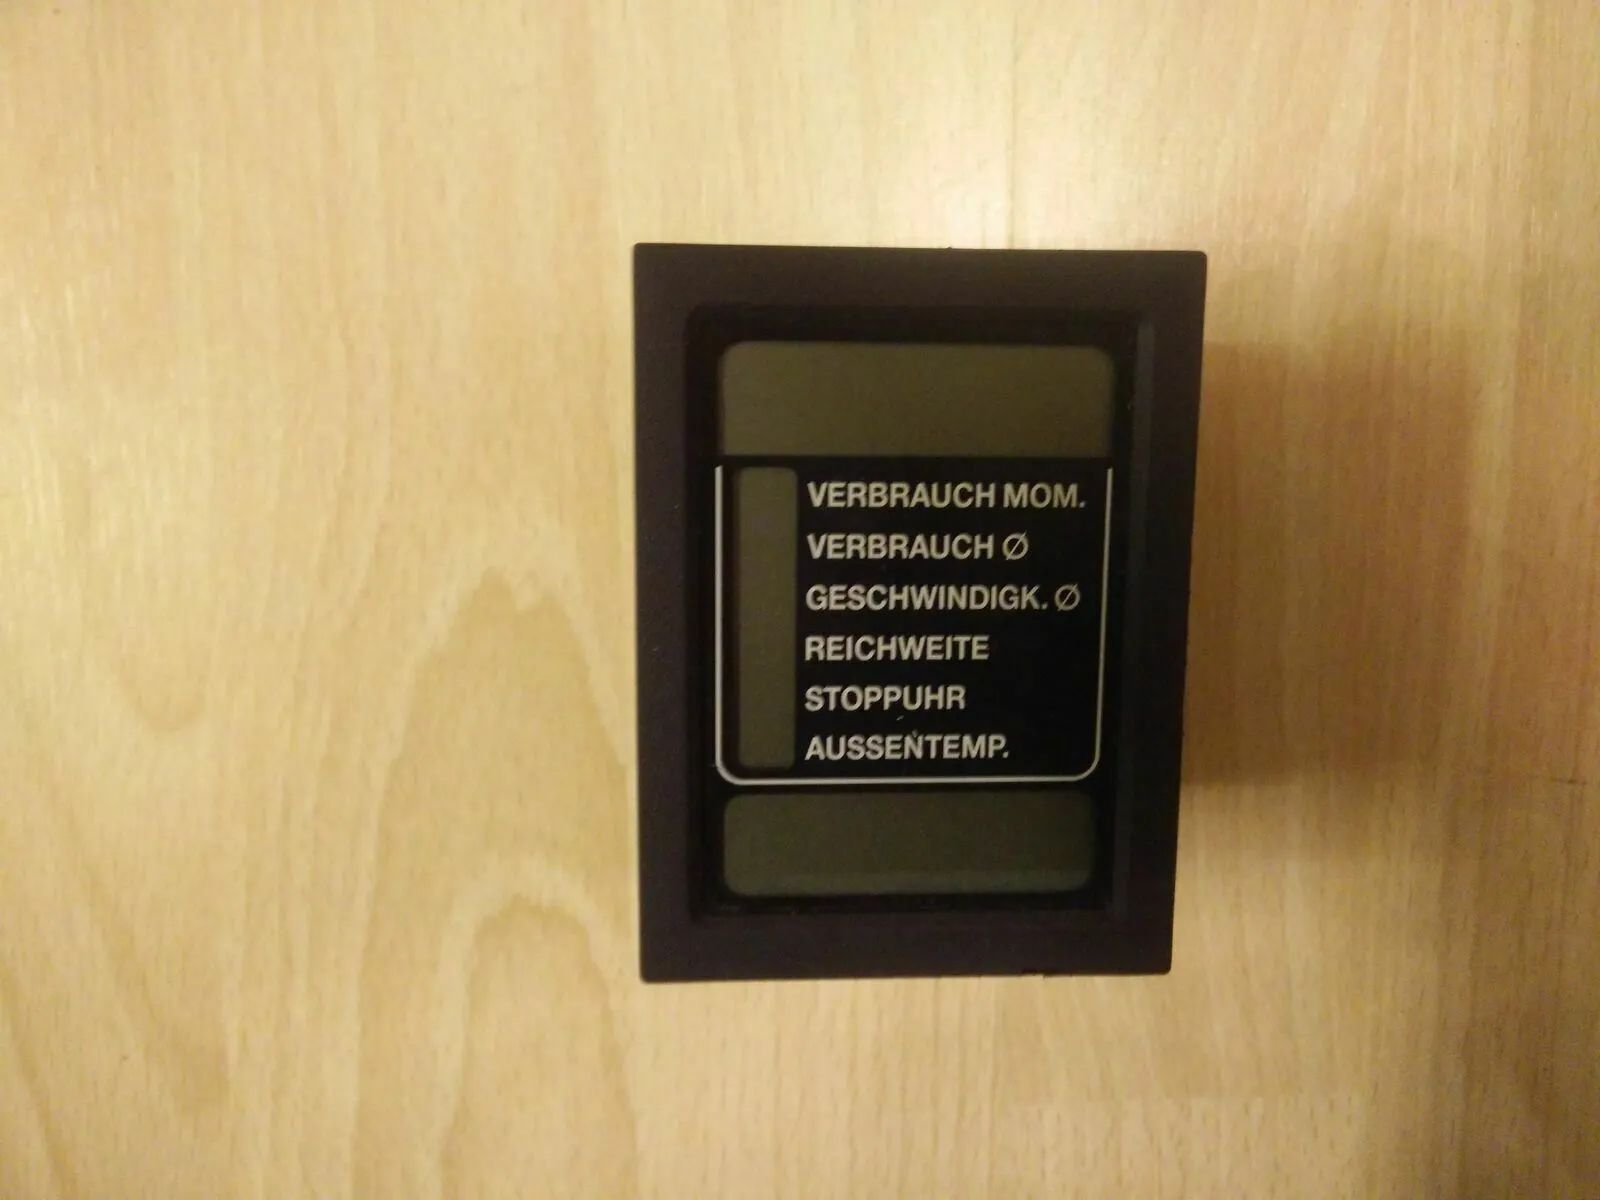 VERBRAUCH MOM.
VERBRAUCH Ø
GESCHWINDIGK. Ø
REICHWEITE
STOPPUHR
AUSSENTEMP.